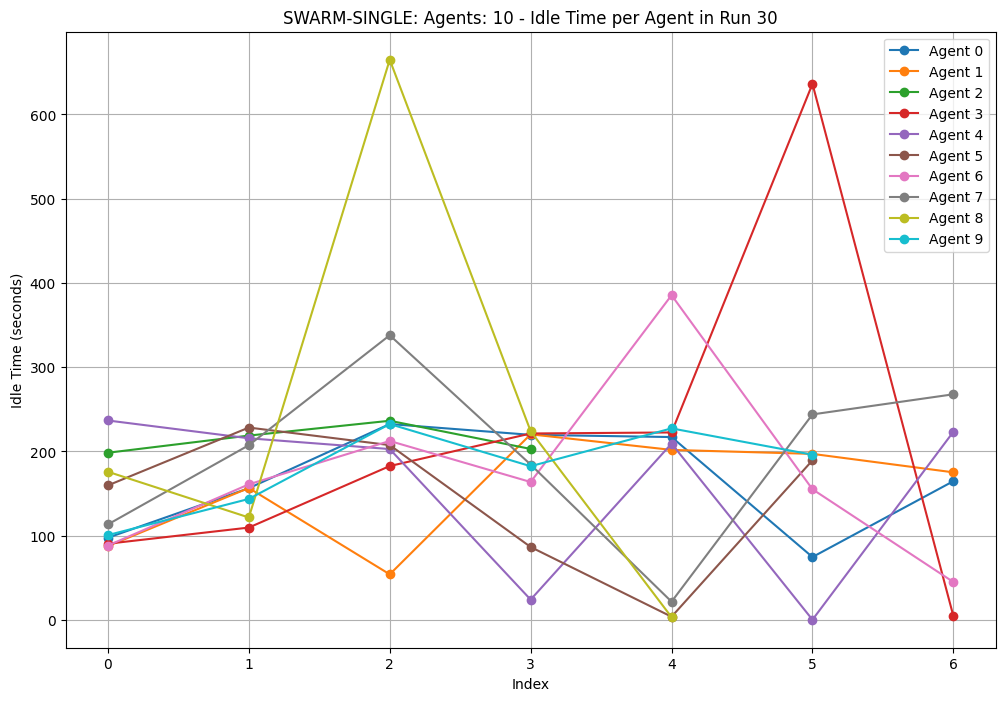 SWARM-SINGLE: Agents: 10 - Idle Time per Agent in Run 30
Agent 0
Agent 1
Agent 2
Agent 3
Agent 4
Agent 5
Agent 6
Agent 7
Agent 8
Agent 9
Idle Time (seconds)
600
500
400
300
200
100
0
0 1 2 3 4 5 6
Index